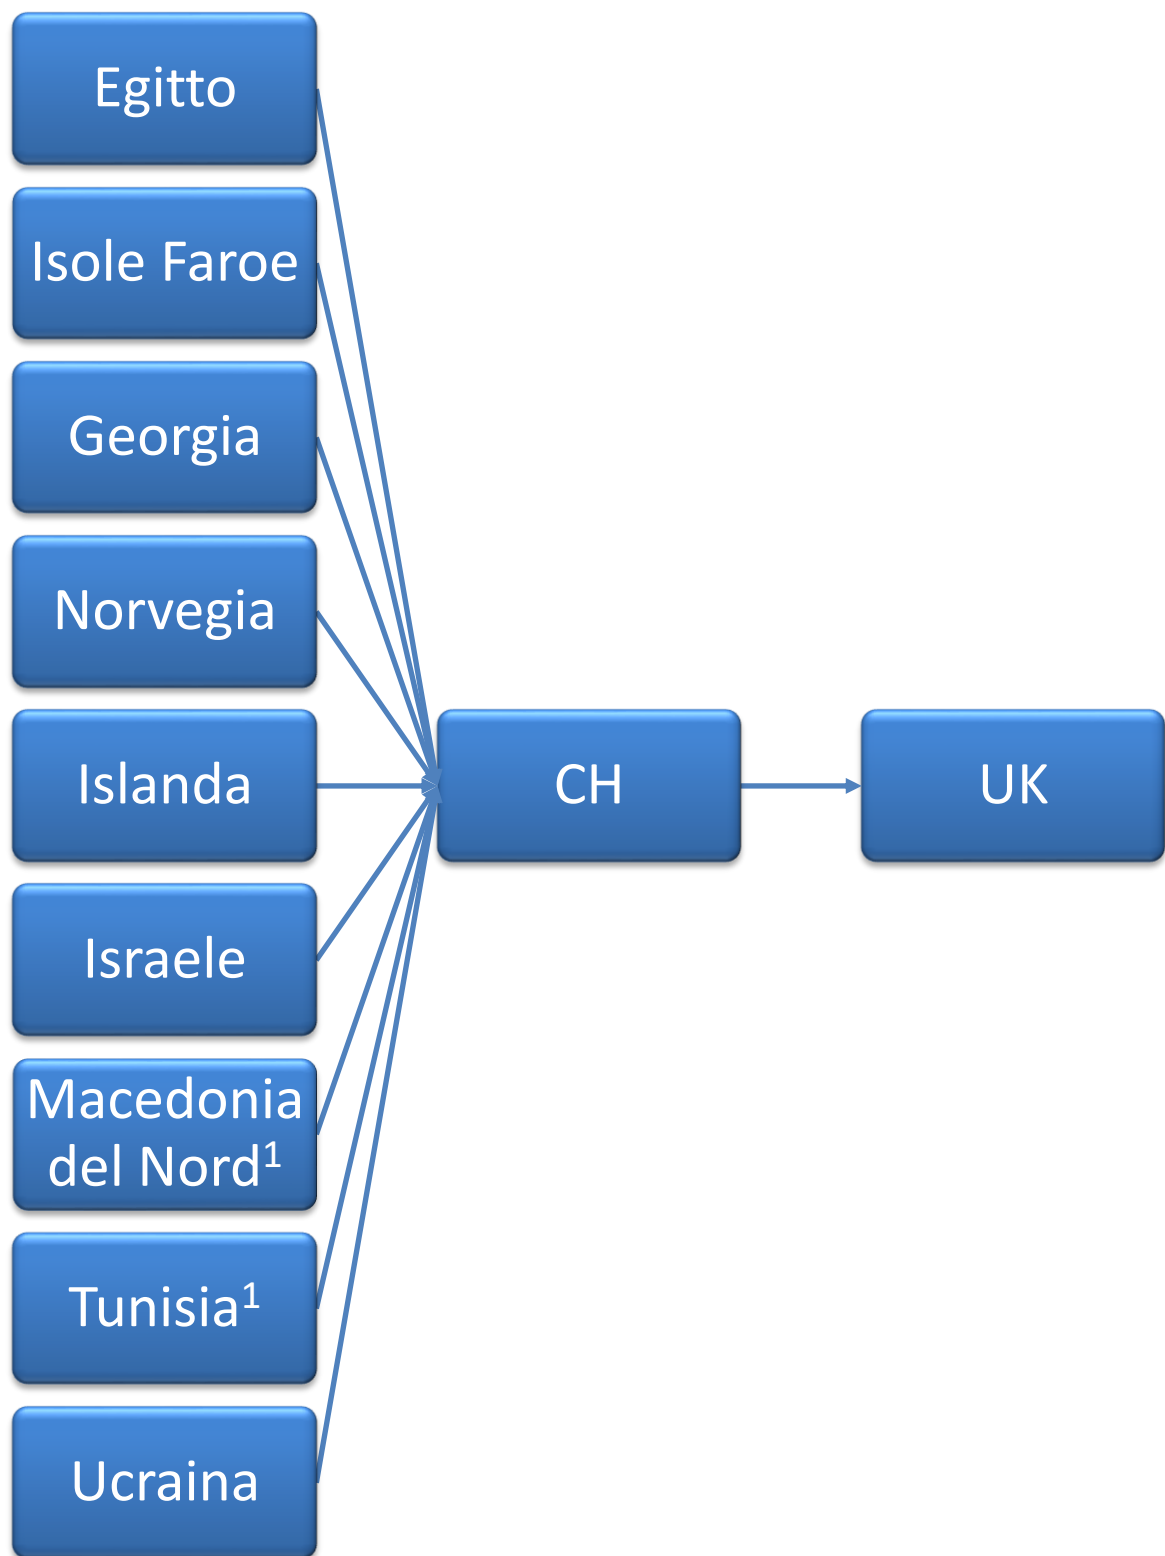 Egitto
Isole Faroe
Georgia
Norvegia
Islanda
CH
UK
Israele
Macedonia
del Nord¹
Tunisia¹
Ucraina